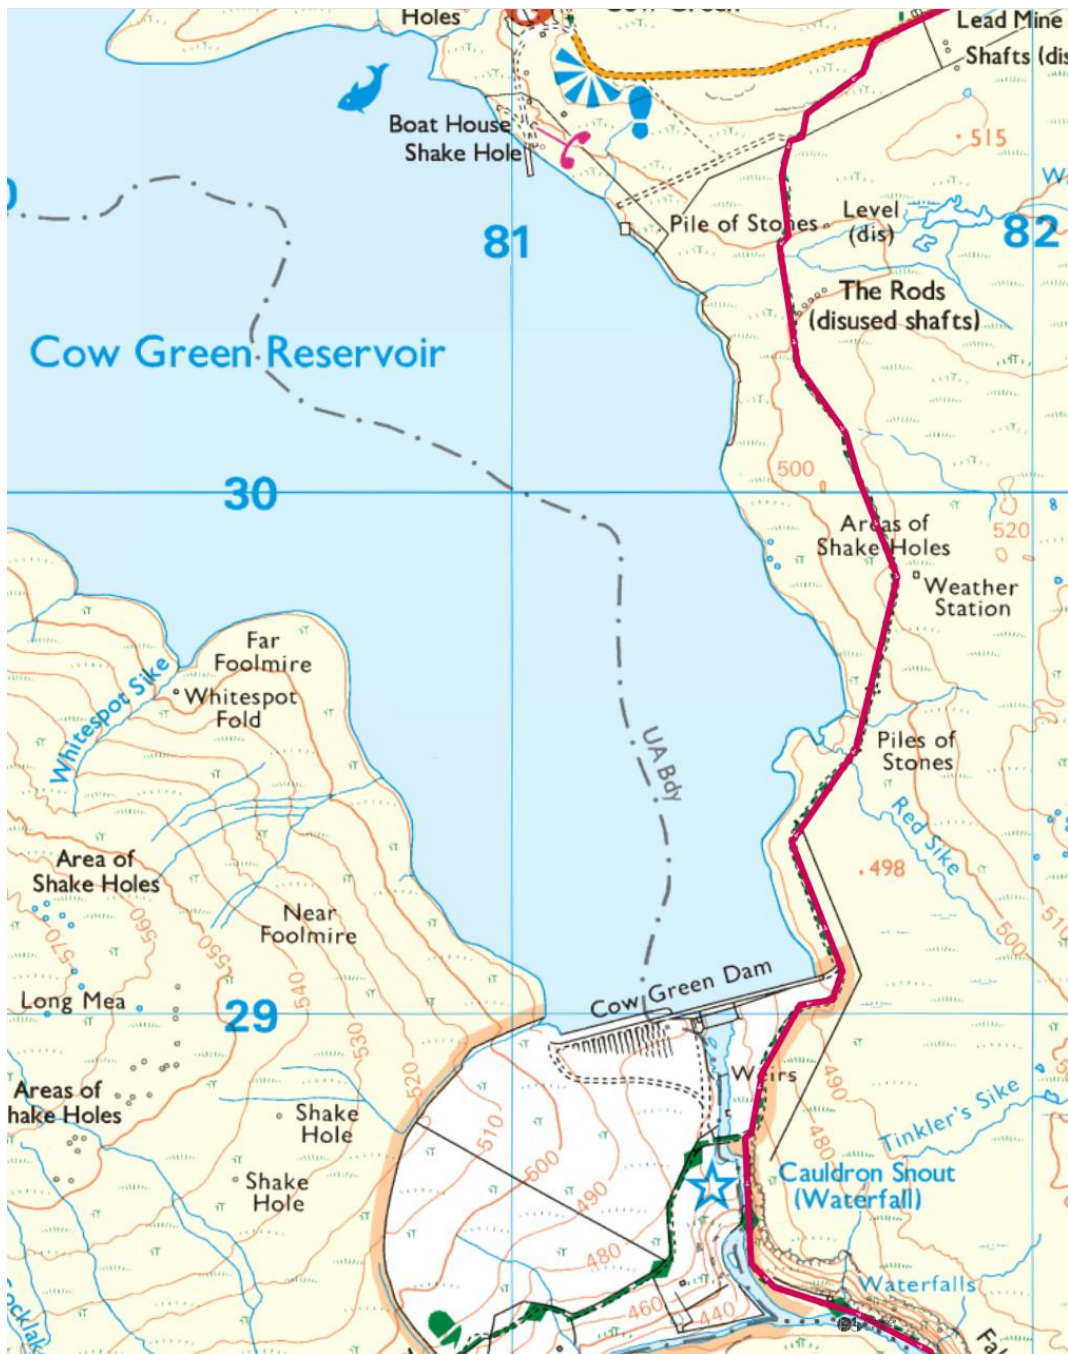 Holes
Lead Mine
Shafts (dis
Boat House
Shake Hole
515
W
Pile of Stones
Level
(dis)
81
82
The Rods
(disused shafts)
Cow Green Reservoir
500
30
Areas of
Shake Holes
520
Weather
Station
Far
Foolmire
Whitespot
Fold
Whitespot Sike
UA Bdy
Piles of
Stones
Red Sike
498
Area of
Shake Holes
570
560
550
540
530
520
510
500
Near
Foolmire
Long Mea
Cow Green Dam
29
Weirs
490
480
Tinkler's Sike
Areas of
hake Holes
Shake
Hole
510
500
490
480
460
440
Shake
Hole
Cauldron Snout
(Waterfall)
Waterfalls
ocklak
Fal